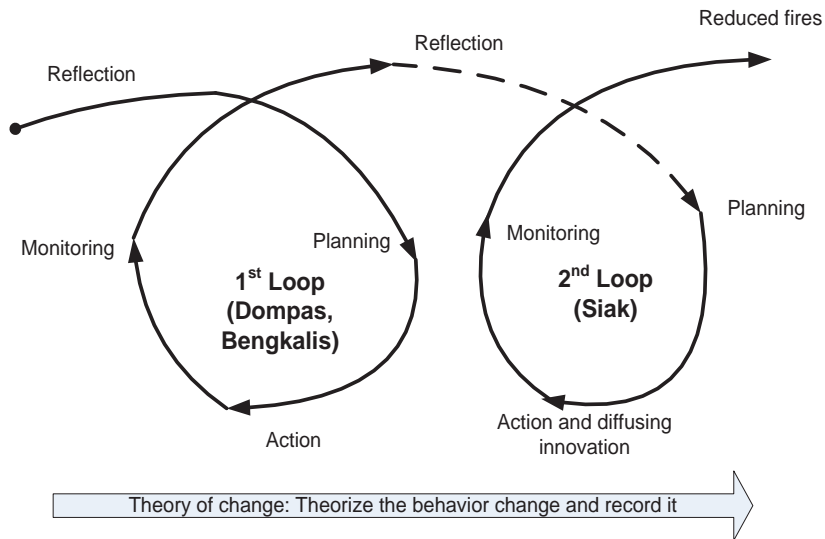 Reduced fires
Reflection
Reflection
Planning
Monitoring
Planning
Monitoring
1st Loop
(Dompas,
Bengkalis)
2nd Loop
(Siak)
Action
Action and diffusing
innovation
Theory of change: Theorize the behavior change and record it